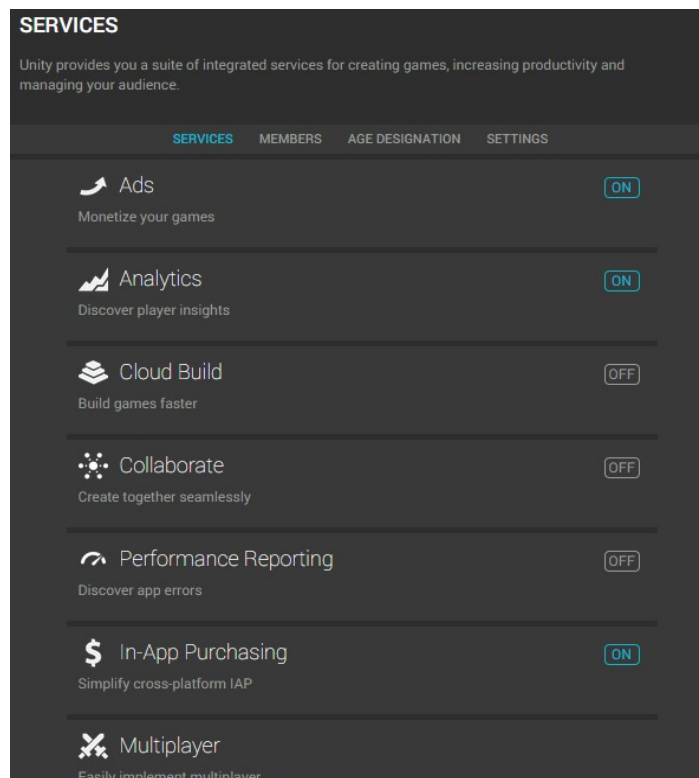 SERVICES
Unity provides you a suite of integrated services for creating games, increasing productivity and
managing your audience.
SERVICES MEMBERS AGE DESIGNATION SETTINGS
Ads ON
Monetize your games
Analytics ON
Discover player insights
Cloud Build OFF
Build games faster
Collaborate OFF
Create together seamlessly
Performance Reporting OFF
Discover app errors
In-App Purchasing ON
Simplify cross-platform IAP
Multiplayer
Easily implement multiplayer